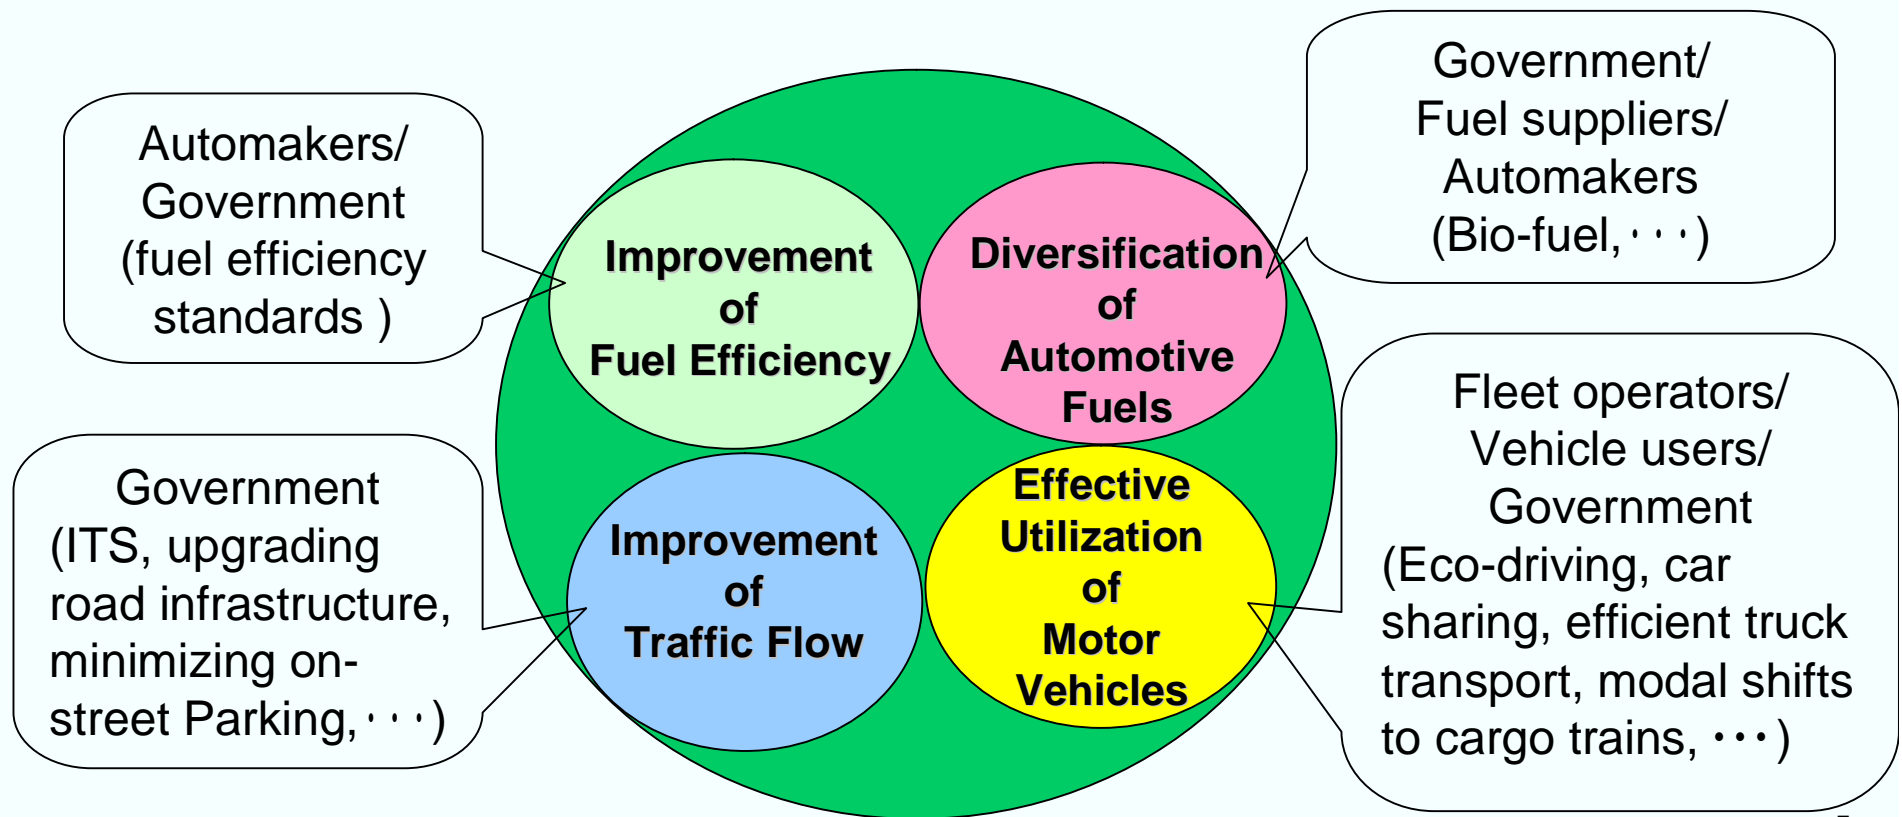 Automakers/
Government
(fuel efficiency
standards )
Government/
Fuel suppliers/
Automakers
(Bio-fuel, ･･･)
Improvement
of
Fuel Efficiency
Diversification
of
Automotive
Fuels
Government
(ITS, upgrading
road infrastructure,
minimizing on-
street Parking, ･･･)
Improvement
of
Traffic Flow
Effective
Utilization
of
Motor
Vehicles
Fleet operators/
Vehicle users/
Government
(Eco-driving, car
sharing, efficient truck
transport, modal shifts
to cargo trains, ･･･)